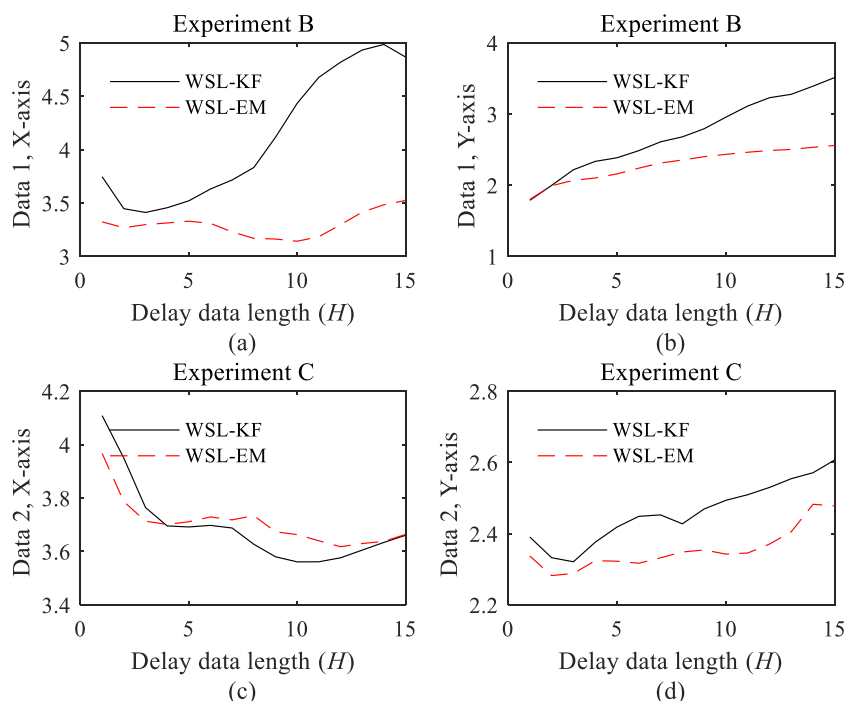 Experiment B
Data 1, X-axis
5
4.5
4
3.5
3
WSL-KF
WSL-EM
0
5
10
15
Delay data length (H)
(a)
Experiment B
Data 1, Y-axis
4
3
2
1
WSL-KF
WSL-EM
0
5
10
15
Delay data length (H)
(b)
Experiment C
Data 2, X-axis
4.2
4
3.8
3.6
3.4
WSL-KF
WSL-EM
0
5
10
15
Delay data length (H)
(c)
Experiment C
Data 2, Y-axis
2.8
2.6
2.4
2.2
WSL-KF
WSL-EM
0
5
10
15
Delay data length (H)
(d)